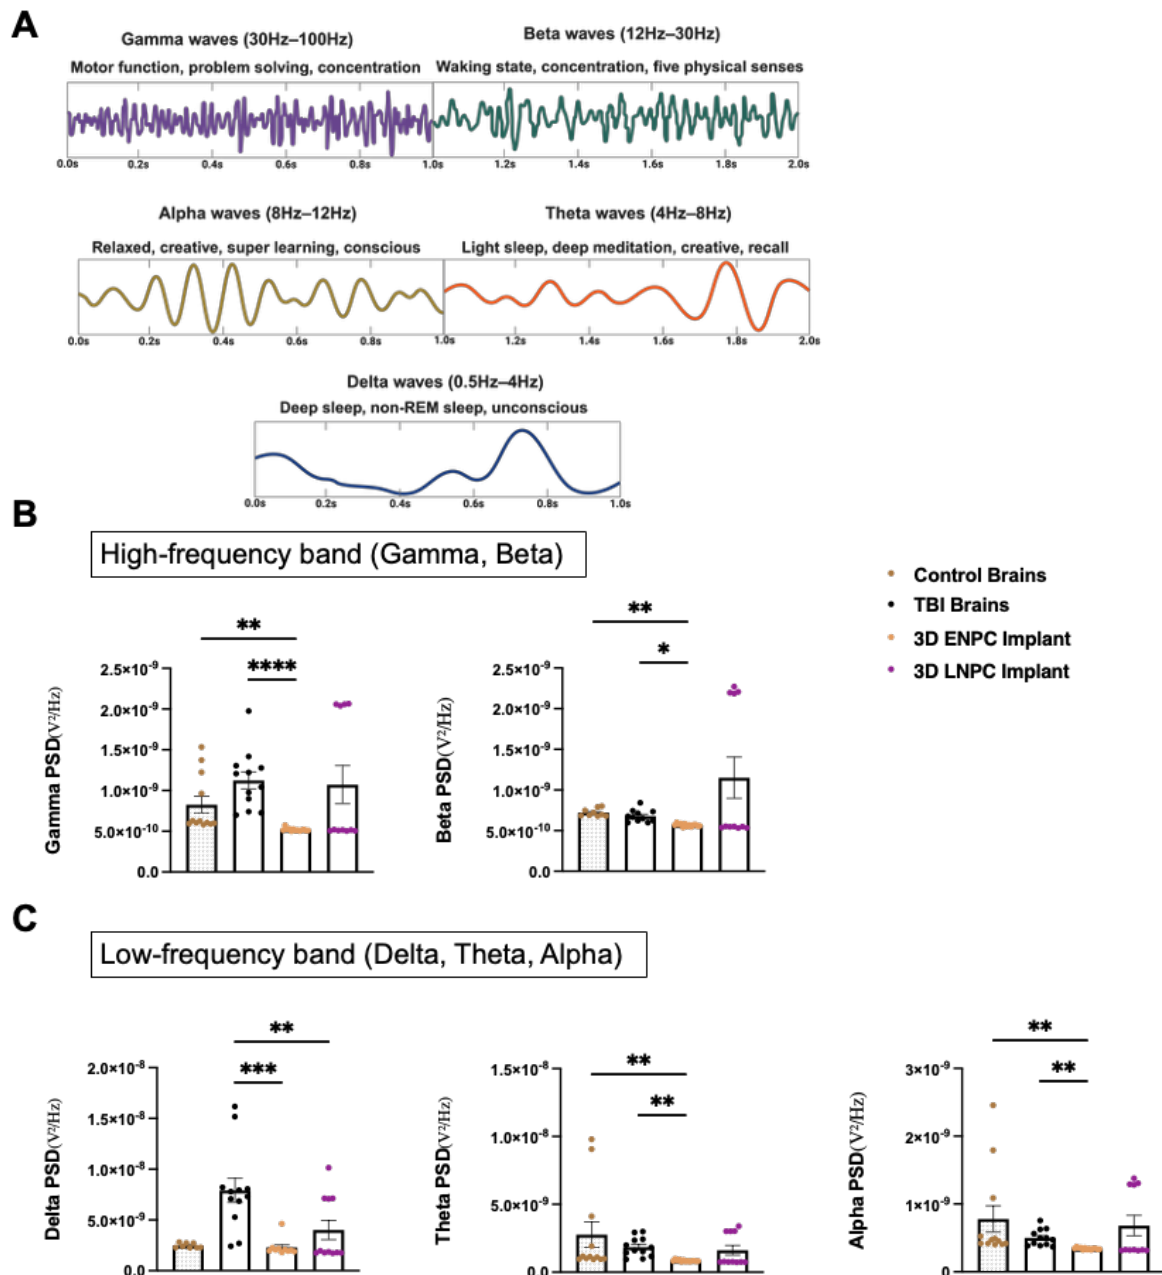 A
Gamma waves (30Hz–100Hz)
Motor function, problem solving, concentration
0.0s 0.2s 0.4s 0.6s 0.8s 1.0s
Beta waves (12Hz–30Hz)
Waking state, concentration, five physical senses
1.2s 1.4s 1.6s 1.8s 2.0s
Alpha waves (8Hz–12Hz)
Relaxed, creative, super learning, conscious
0.0s 0.2s 0.4s 0.6s 0.8s 1.0s
Theta waves (4Hz–8Hz)
Light sleep, deep meditation, creative, recall
1.2s 1.4s 1.6s 1.8s 2.0s
Delta waves (0.5Hz–4Hz)
Deep sleep, non-REM sleep, unconscious
0.0s 0.2s 0.4s 0.6s 0.8s 1.0s
B
High-frequency band (Gamma, Beta)
Control Brains
TBI Brains
3D ENPC Implant
3D LNPC Implant
**
****
Gamma PSD(V²/Hz)
2.5×10⁻⁹
2.0×10⁻⁹
1.5×10⁻⁹
1.0×10⁻⁹
5.0×10⁻¹⁰
0.0
**
*
Beta PSD(V²/Hz)
2.5×10⁻⁹
2.0×10⁻⁹
1.5×10⁻⁹
1.0×10⁻⁹
5.0×10⁻¹⁰
0.0
C
Low-frequency band (Delta, Theta, Alpha)
**
***
Delta PSD(V²/Hz)
2.0×10⁻⁸
1.5×10⁻⁸
1.0×10⁻⁸
5.0×10⁻⁹
0.0
**
**
Theta PSD(V²/Hz)
1.5×10⁻⁸
1.0×10⁻⁸
5.0×10⁻⁹
0.0
**
**
Alpha PSD(V²/Hz)
3×10⁻⁹
2×10⁻⁹
1×10⁻⁹
0